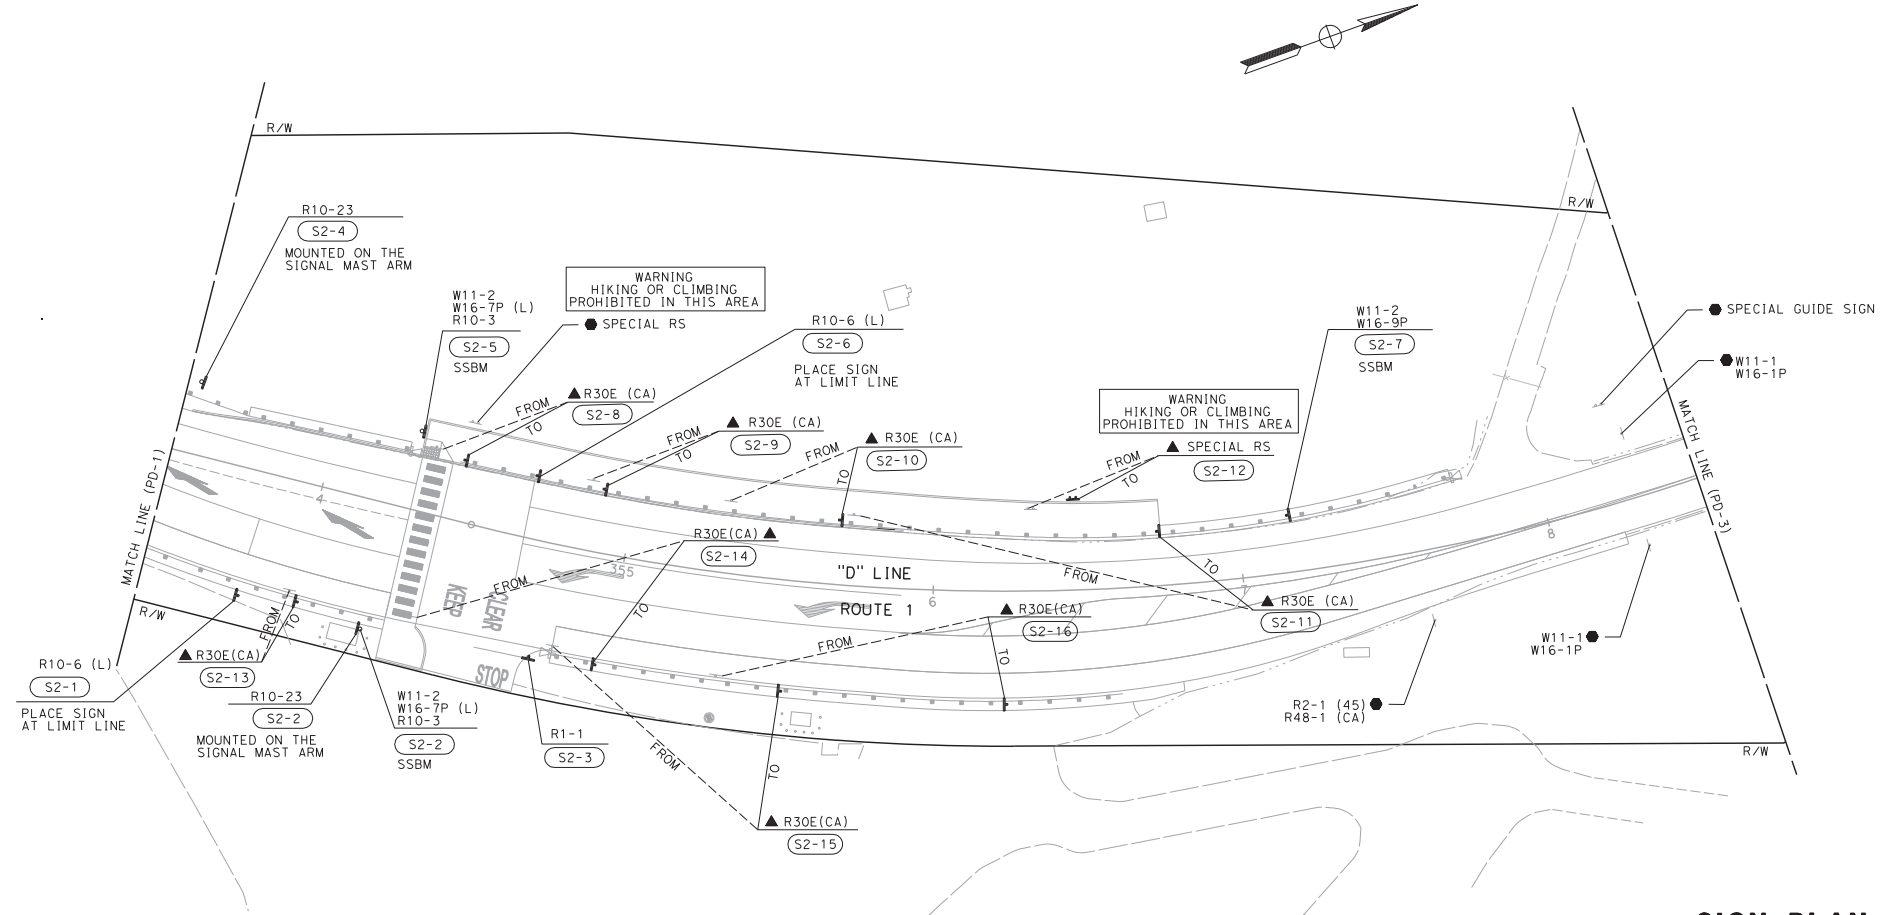 R/W
R10-23
S2-4
MOUNTED ON THE
SIGNAL MAST ARM
WARNING
HIKING OR CLIMBING
PROHIBITED IN THIS AREA
SPECIAL RS
W11-2
W16-7P (L)
R10-3
S2-5
SSBM
R10-6 (L)
S2-6
PLACE SIGN
AT LIMIT LINE
R30E (CA)
S2-8
FROM
TO
R30E (CA)
S2-9
FROM
TO
R30E (CA)
S2-10
FROM
TO
WARNING
HIKING OR CLIMBING
PROHIBITED IN THIS AREA
SPECIAL RS
S2-12
FROM
TO
W11-2
W16-9P
S2-7
SSBM
R/W
SPECIAL GUIDE SIGN
W11-1
W16-1P
MATCH LINE (PD-3)
MATCH LINE (PD-1)
4
R30E(CA)
S2-14
FROM
TO
355
"D" LINE
ROUTE 1
6
7
8
KEEP
CLEAR
STOP
FROM
TO
R30E (CA)
S2-11
R30E(CA)
S2-16
FROM
TO
W11-1
W16-1P
R2-1 (45)
R48-1 (CA)
R/W
R/W
R10-6 (L)
S2-1
PLACE SIGN
AT LIMIT LINE
FROM
TO
R30E(CA)
S2-13
R10-23
S2-2
MOUNTED ON THE
SIGNAL MAST ARM
W11-2
W16-7P (L)
R10-3
S2-2
SSBM
R1-1
S2-3
FROM
TO
R30E(CA)
S2-15